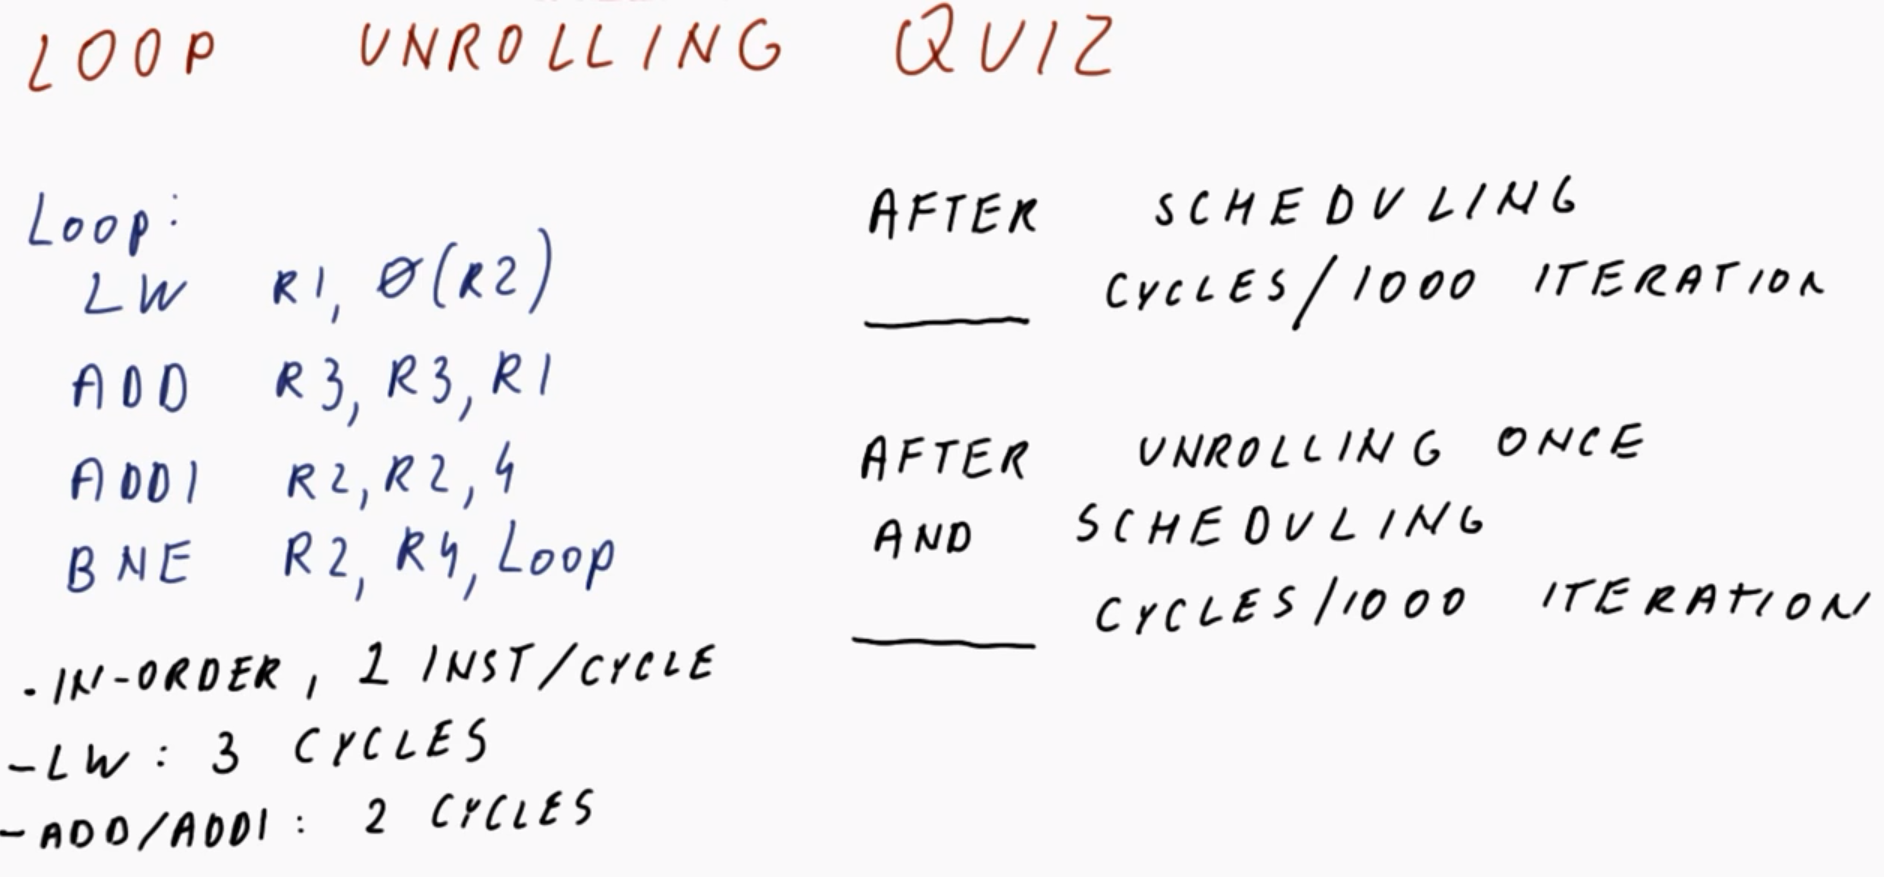 LOOP UNROLLING QUIZ
Loop:
LW R1, 0(R2)
ADD R3, R3, R1
ADDI R2, R2, 4
BNE R2, R4, Loop
- IN-ORDER, 1 INST/CYCLE
- LW: 3 CYCLES
- ADD/ADDI: 2 CYCLES
AFTER SCHEDULING
____ CYCLES/1000 ITERATION
AFTER UNROLLING ONCE
AND SCHEDULING
____ CYCLES/1000 ITERATION